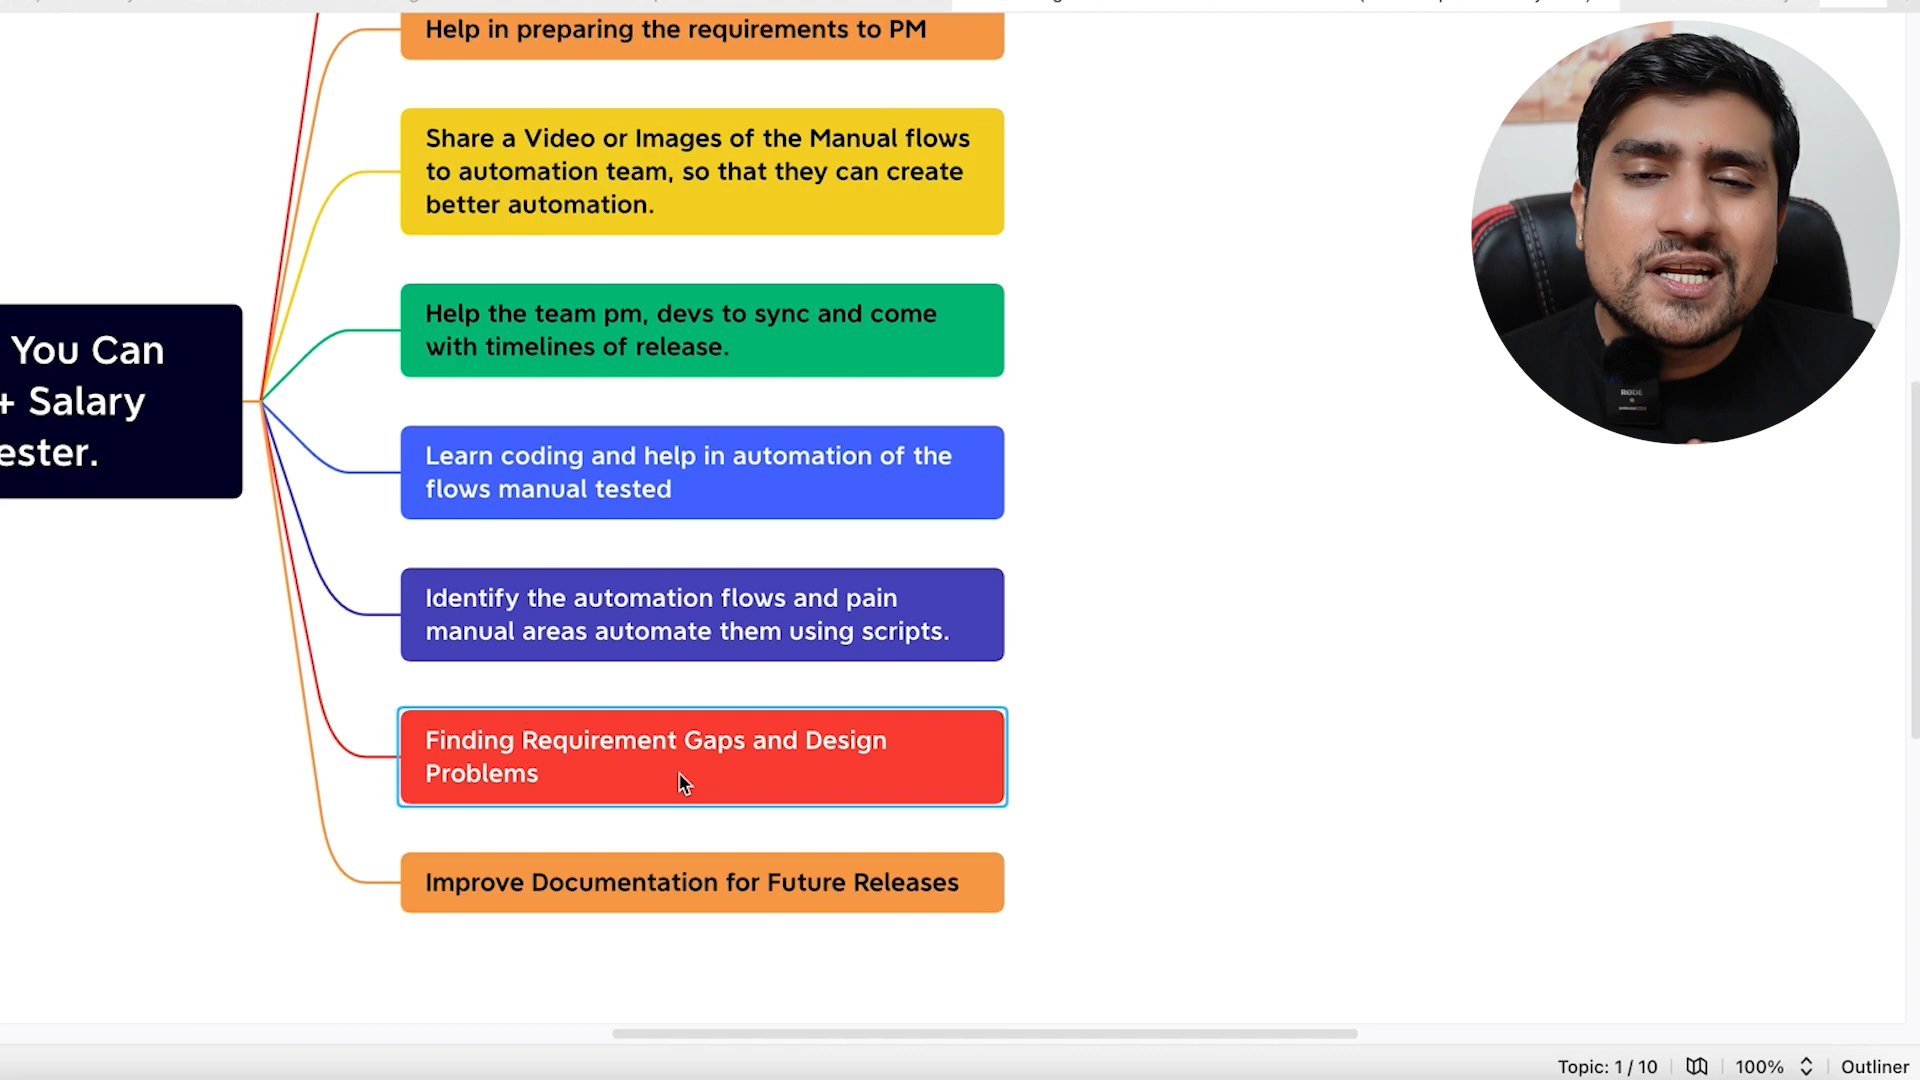 Help in preparing the requirements to PM
Share a Video or Images of the Manual flows
to automation team, so that they can create
better automation.
Help the team pm, devs to sync and come
with timelines of release.
You Can
+ Salary
ester.
Learn coding and help in automation of the
flows manual tested
Identify the automation flows and pain
manual areas automate them using scripts.
Finding Requirement Gaps and Design
Problems
Improve Documentation for Future Releases
RODE
Topic: 1 / 10
100%
Outliner